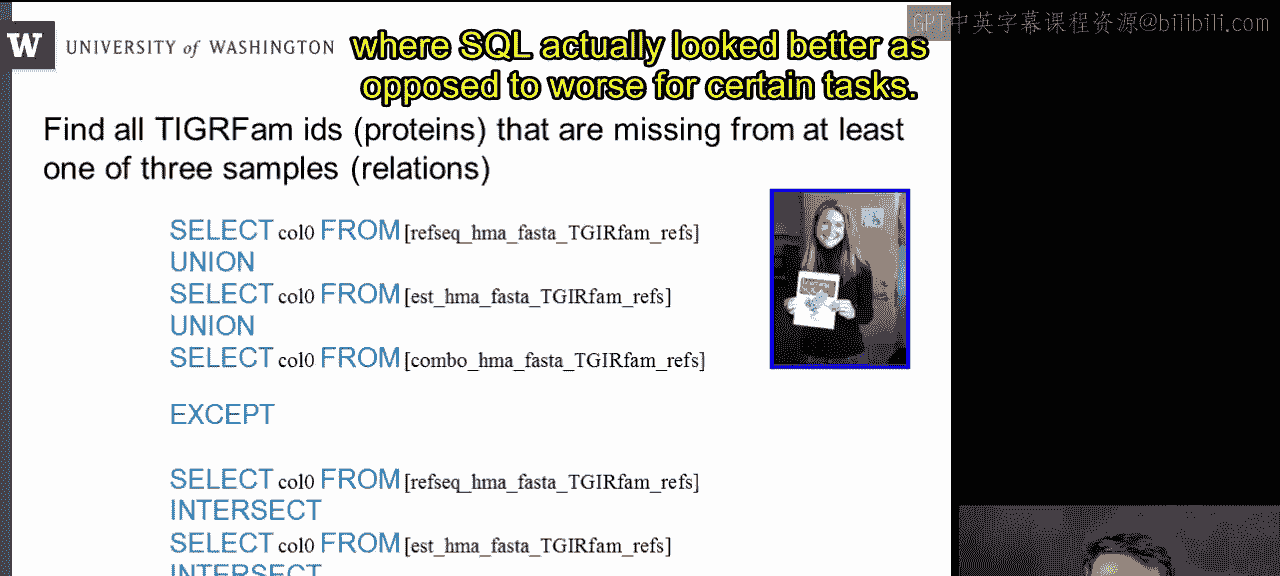 W UNIVERSITY of WASHINGTON
GPT中英字幕课程资源@bilibili.com
where SQL actually looked better as
opposed to worse for certain tasks.
Find all TIGRFam ids (proteins) that are missing from at least
one of three samples (relations)
SELECT col0 FROM [refseq_hma_fasta_TGIRfam_refs]
UNION
SELECT col0 FROM [est_hma_fasta_TGIRfam_refs]
UNION
SELECT col0 FROM [combo_hma_fasta_TGIRfam_refs]
EXCEPT
SELECT col0 FROM [refseq_hma_fasta_TGIRfam_refs]
INTERSECT
SELECT col0 FROM [est_hma_fasta_TGIRfam_refs]
INTERSECT